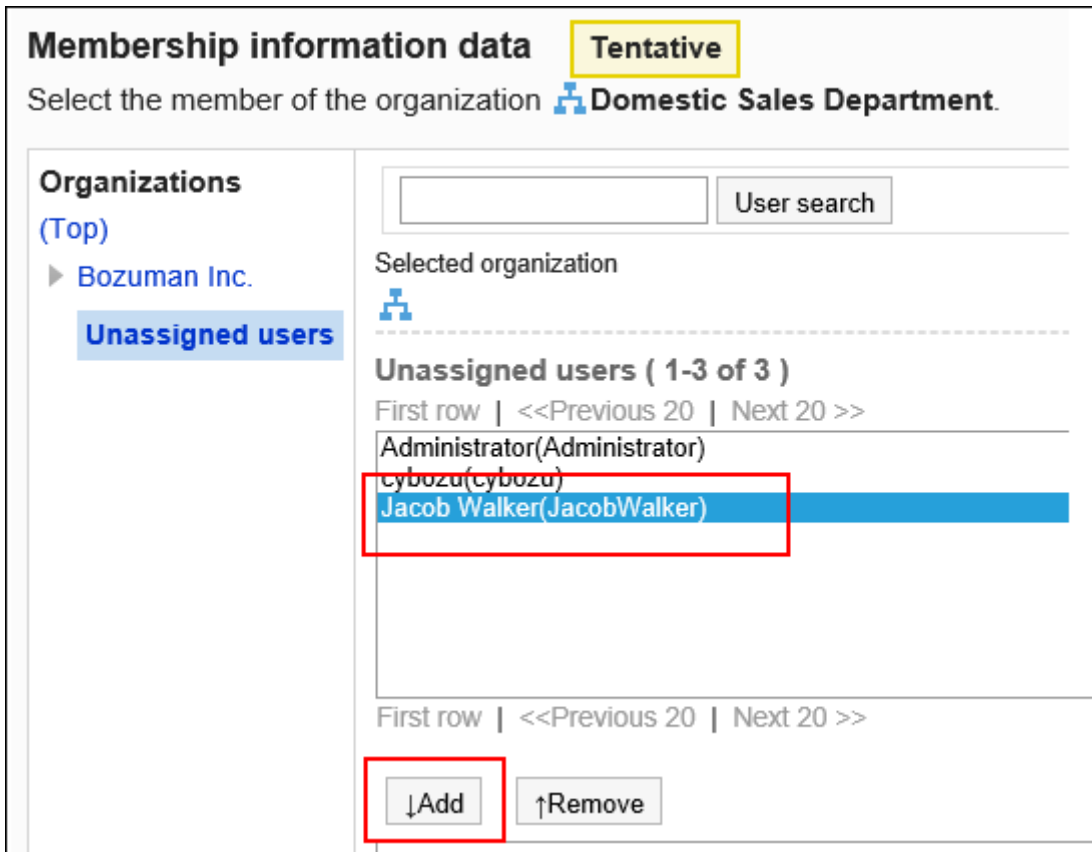 Membership information data Tentative
Select the member of the organization Domestic Sales Department.
Organizations
(Top)
Bozuman Inc.
Unassigned users
User search
Selected organization
Unassigned users ( 1-3 of 3 )
First row | <<Previous 20 | Next 20 >>
Administrator(Administrator)
cybozu(cybozu)
Jacob Walker(JacobWalker)
First row | <<Previous 20 | Next 20 >>
↓Add ↑Remove